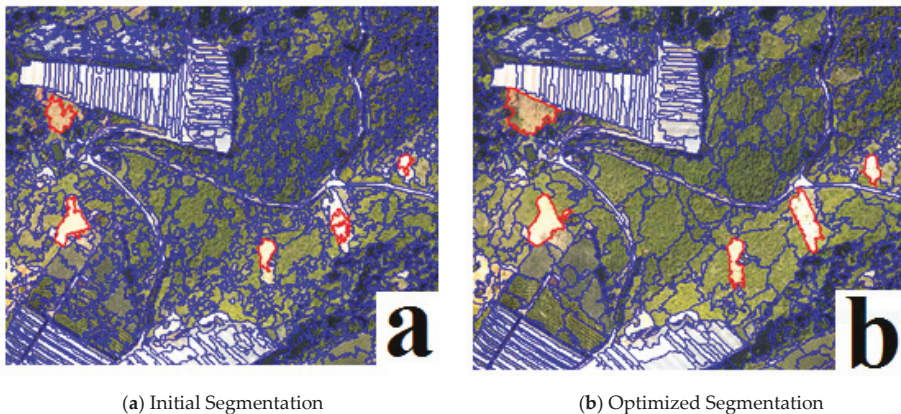 a
b
(a) Initial Segmentation
(b) Optimized Segmentation